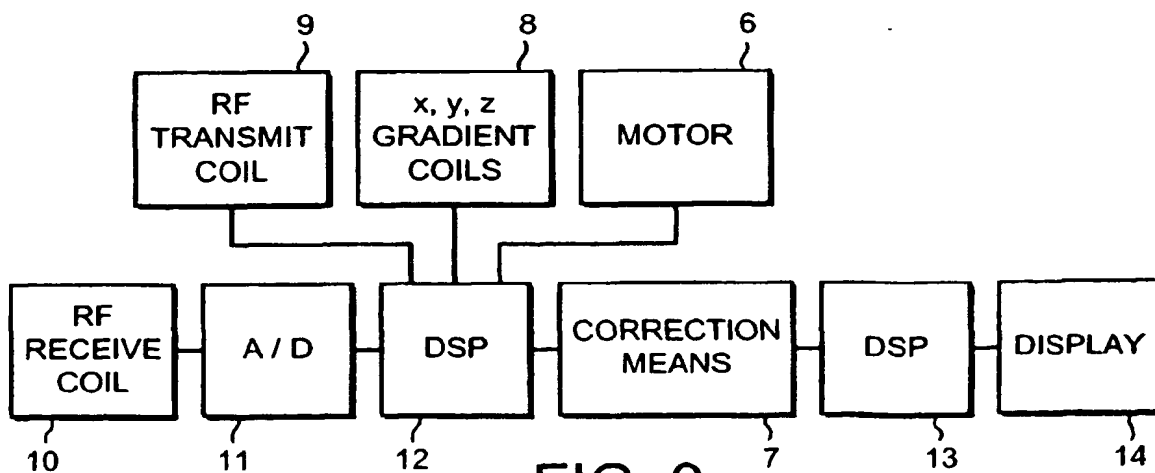 9
8
6
RF
TRANSMIT
COIL
x, y, z
GRADIENT
COILS
MOTOR
RF
RECEIVE
COIL
A / D
DSP
CORRECTION
MEANS
DSP
DISPLAY
10
11
12
7
13
14